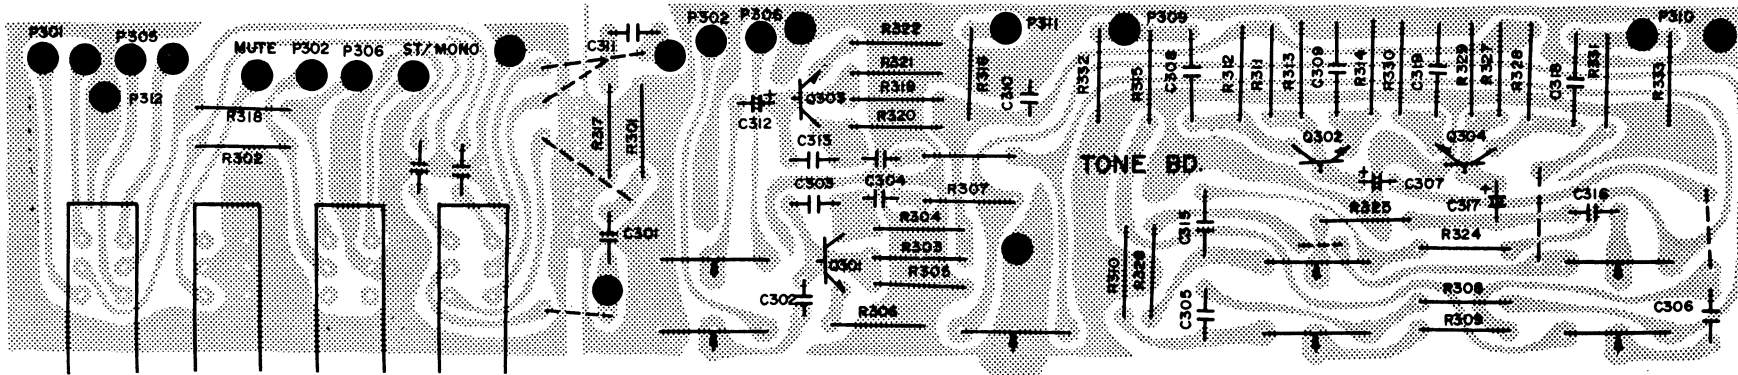 P301
P305
P312
MUTE
P302
P306
ST/MONO
R318
R302
C311
R317
R301
C301
P302
P306
C312
Q303
R322
R321
R319
R320
C313
C303
C304
R307
R304
R303
R305
R306
Q301
C302
R316
C310
P311
TONE BD.
R332
P309
R315
C308
R312
R311
R313
C309
R314
R330
C319
R329
R327
R328
C318
R331
P310
R333
Q302
Q304
C307
R325
C317
C316
C315
R324
R310
R326
C305
R308
R309
C306